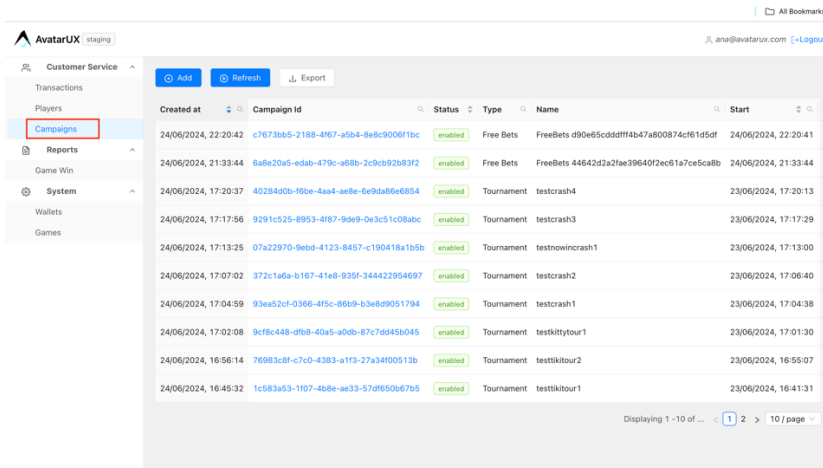 All Bookmarks
AvatarUX staging
ana@avatarux.com Logou
Customer Service
Transactions
Players
Campaigns
Reports
Game Win
System
Wallets
Games
Add Refresh Export
Created at Campaign Id Status Type Name Start
24/06/2024, 22:20:42 c7673bb5-2188-4f67-a5b4-8e8c9006f1bc enabled Free Bets FreeBets d90e65cdddfff4b47a800874cf61d5df 24/06/2024, 22:20:41
24/06/2024, 21:33:44 6a8e20a5-edab-479c-a68b-2c9cb92b83f2 enabled Free Bets FreeBets 44642d2a2fae39640f2ec61a7ce5ca8b 24/06/2024, 21:33:44
24/06/2024, 17:20:37 40284d0b-f6be-4aa4-ae8e-6e9da86e6854 enabled Tournament testcrash4 23/06/2024, 17:20:13
24/06/2024, 17:17:56 9291c525-8953-4f87-9de9-0e3c51c08abc enabled Tournament testcrash3 23/06/2024, 17:17:29
24/06/2024, 17:13:25 07a22970-9ebd-4123-8457-c190418a1b5b enabled Tournament testnowincrash1 23/06/2024, 17:13:00
24/06/2024, 17:07:02 372c1a6a-b167-41e8-935f-344422954697 enabled Tournament testcrash2 23/06/2024, 17:06:40
24/06/2024, 17:04:59 93ea52cf-0366-4f5c-86b9-b3e8d9051794 enabled Tournament testcrash1 23/06/2024, 17:04:38
24/06/2024, 17:02:08 9cf8c448-dfb8-40a5-a0db-87c7dd45b045 enabled Tournament testkittytour1 23/06/2024, 17:01:30
24/06/2024, 16:56:14 76983c8f-c7c0-4383-a1f3-27a34f00513b enabled Tournament testtikitour2 23/06/2024, 16:55:07
24/06/2024, 16:45:32 1c583a53-1f07-4b8e-ae33-57df650b67b5 enabled Tournament testtikitour1 23/06/2024, 16:41:31
Displaying 1 -10 of ... < 1 2 > 10 / page